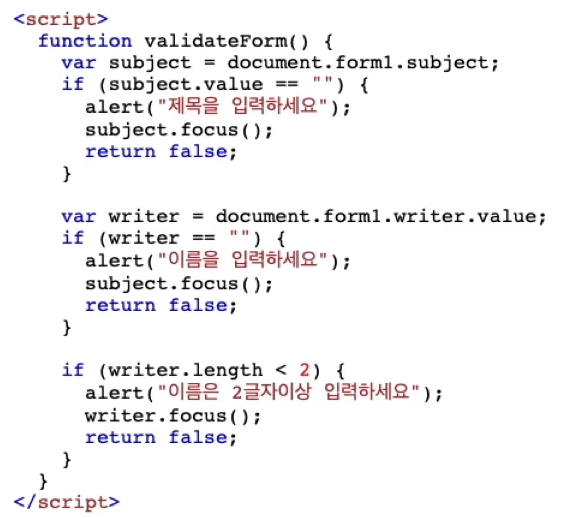 <script>
  function validateForm() {
    var subject = document.form1.subject;
    if (subject.value == "") {
      alert("제목을 입력하세요");
      subject.focus();
      return false;
    }

    var writer = document.form1.writer.value;
    if (writer == "") {
      alert("이름을 입력하세요");
      subject.focus();
      return false;
    }

    if (writer.length < 2) {
      alert("이름은 2글자이상 입력하세요");
      writer.focus();
      return false;
    }
  }
</script>